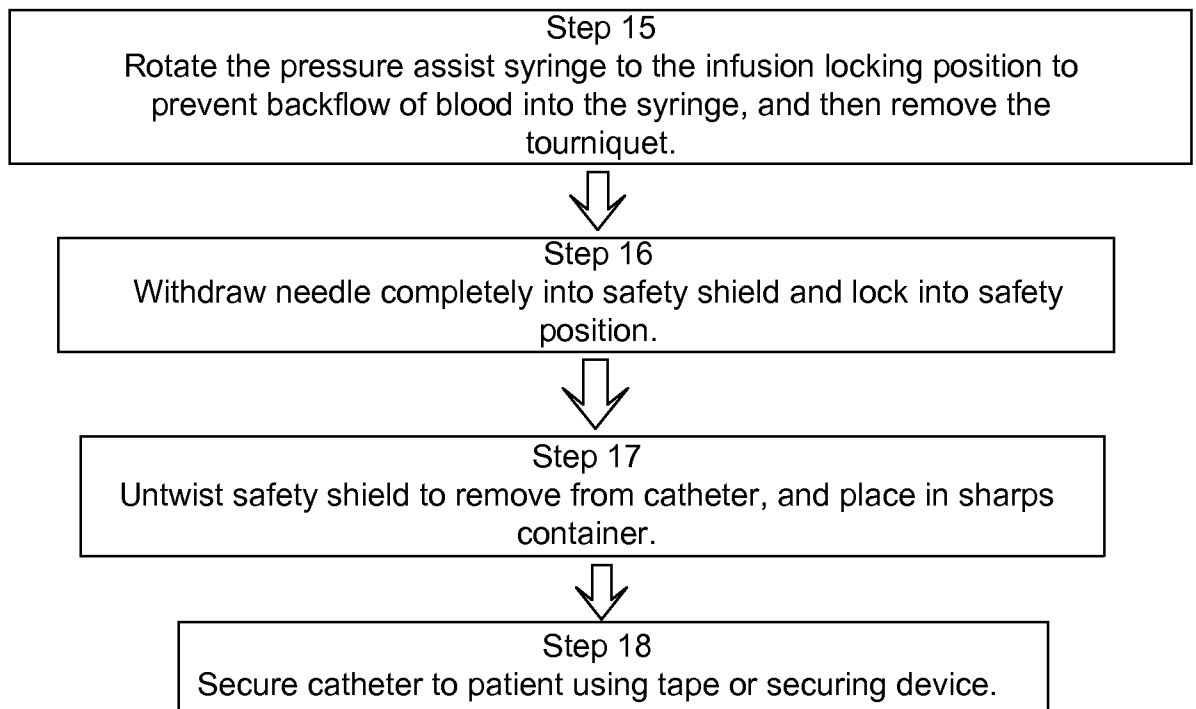 Step 15
Rotate the pressure assist syringe to the infusion locking position to
prevent backflow of blood into the syringe, and then remove the
tourniquet.
Step 16
Withdraw needle completely into safety shield and lock into safety
position.
Step 17
Untwist safety shield to remove from catheter, and place in sharps
container.
Step 18
Secure catheter to patient using tape or securing device.